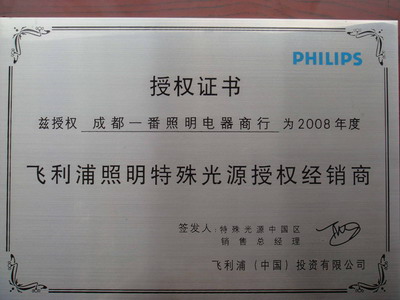 PHILIPS
授权证书
兹授权 成都一番照明电器商行 为2008年度
飞利浦照明特殊光源授权经销商
签发人：特殊光源中国区
销售总经理
飞利浦（中国）投资有限公司